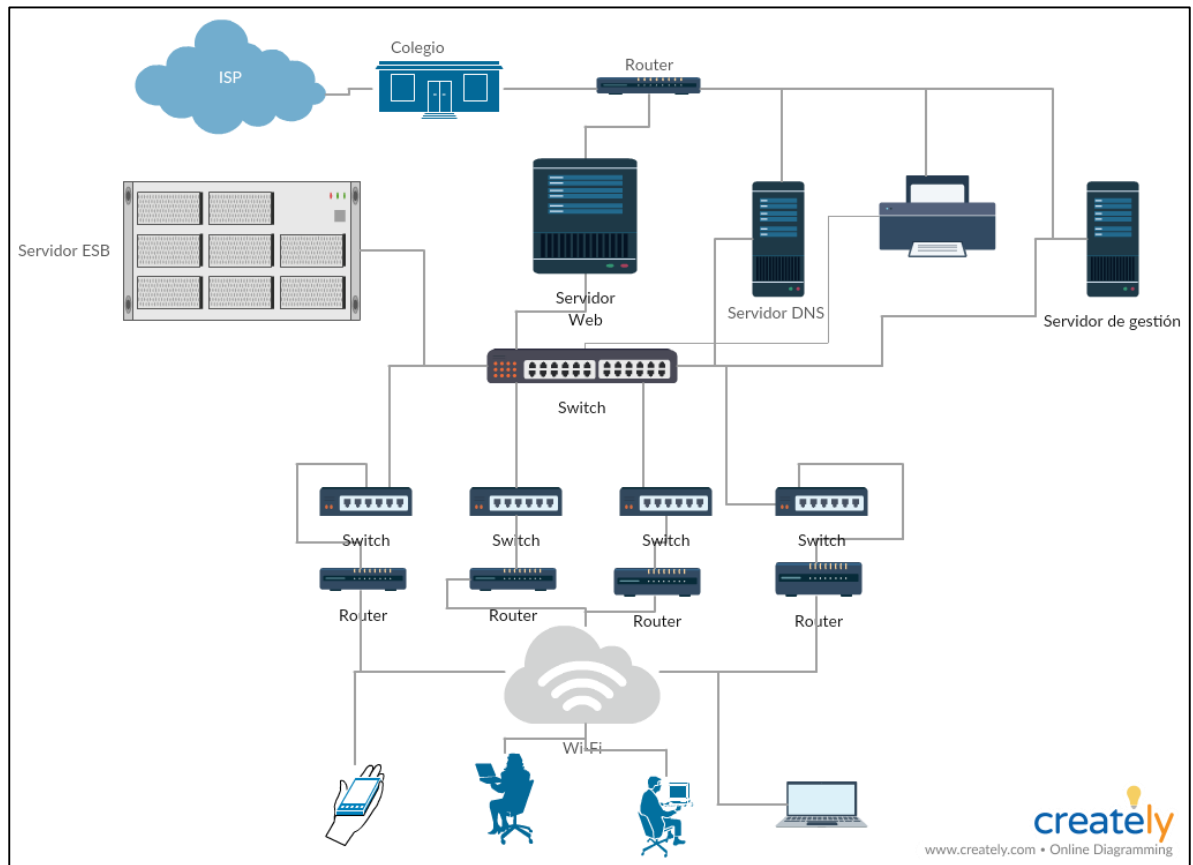 ISP
Colegio
Router
Servidor ESB
Servidor
Web
Servidor DNS
Servidor de gestión
Switch
Switch
Switch
Switch
Switch
Router
Router
Router
Router
Wi-Fi
creately
www.creately.com • Online Diagramming